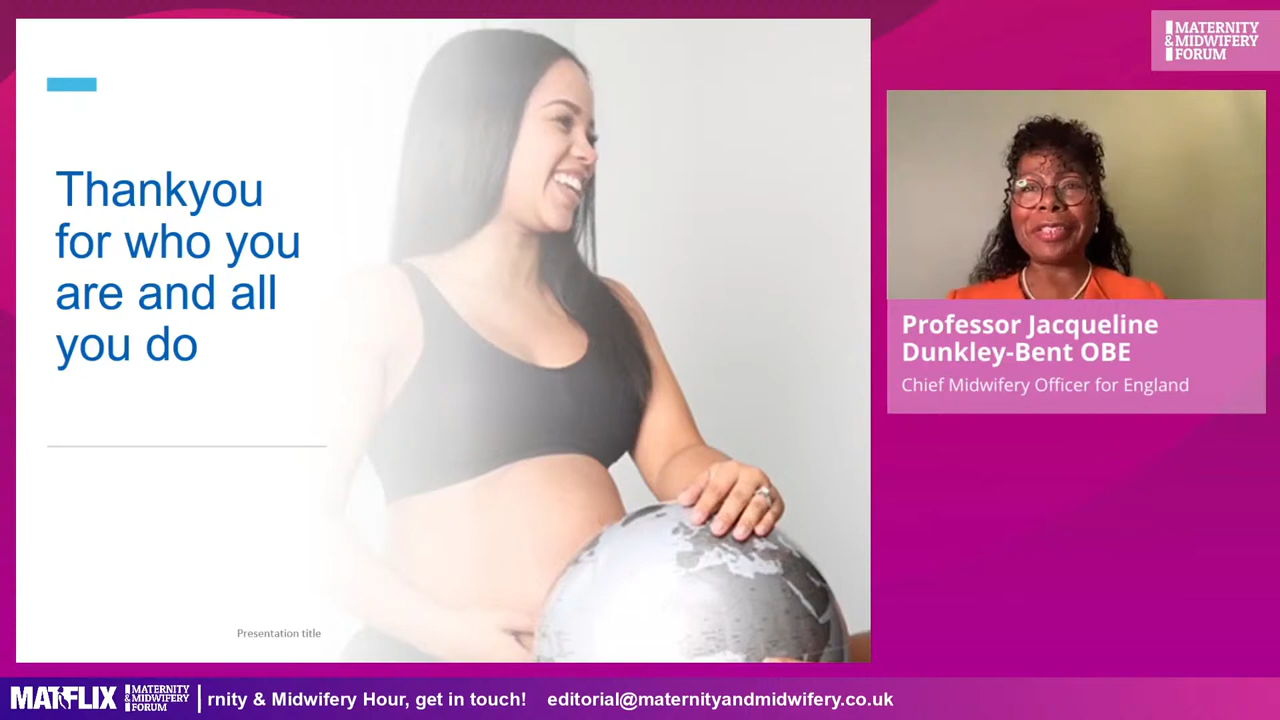 Thankyou
for who you
are and all
you do
Presentation title
MATERNITY
&MIDWIFERY
FORUM
Professor Jacqueline
Dunkley-Bent OBE
Chief Midwifery Officer for England
MATFLIX
MATERNITY
&MIDWIFERY
FORUM
rnity & Midwifery Hour, get in touch! editorial@maternityandmidwifery.co.uk